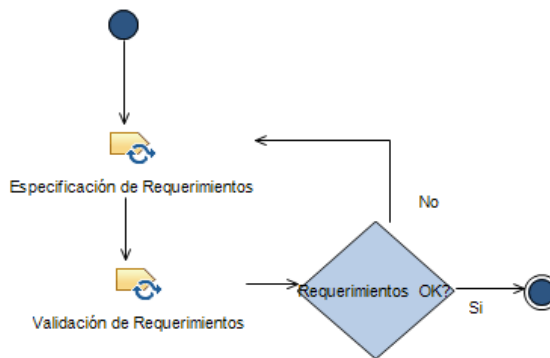 Especificación de Requerimientos
No
Requerimientos OK?
Si
Validación de Requerimientos